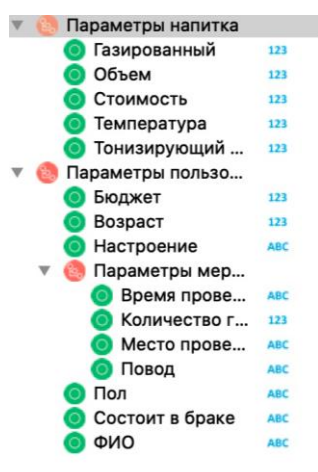 Параметры напитка
Газированный 123
Объем 123
Стоимость 123
Температура 123
Тонизирующий ... 123
Параметры пользо...
Бюджет 123
Возраст 123
Настроение ABC
Параметры мер...
Время прове... ABC
Количество г... 123
Место прове... ABC
Повод ABC
Пол ABC
Состоит в браке ABC
ФИО ABC